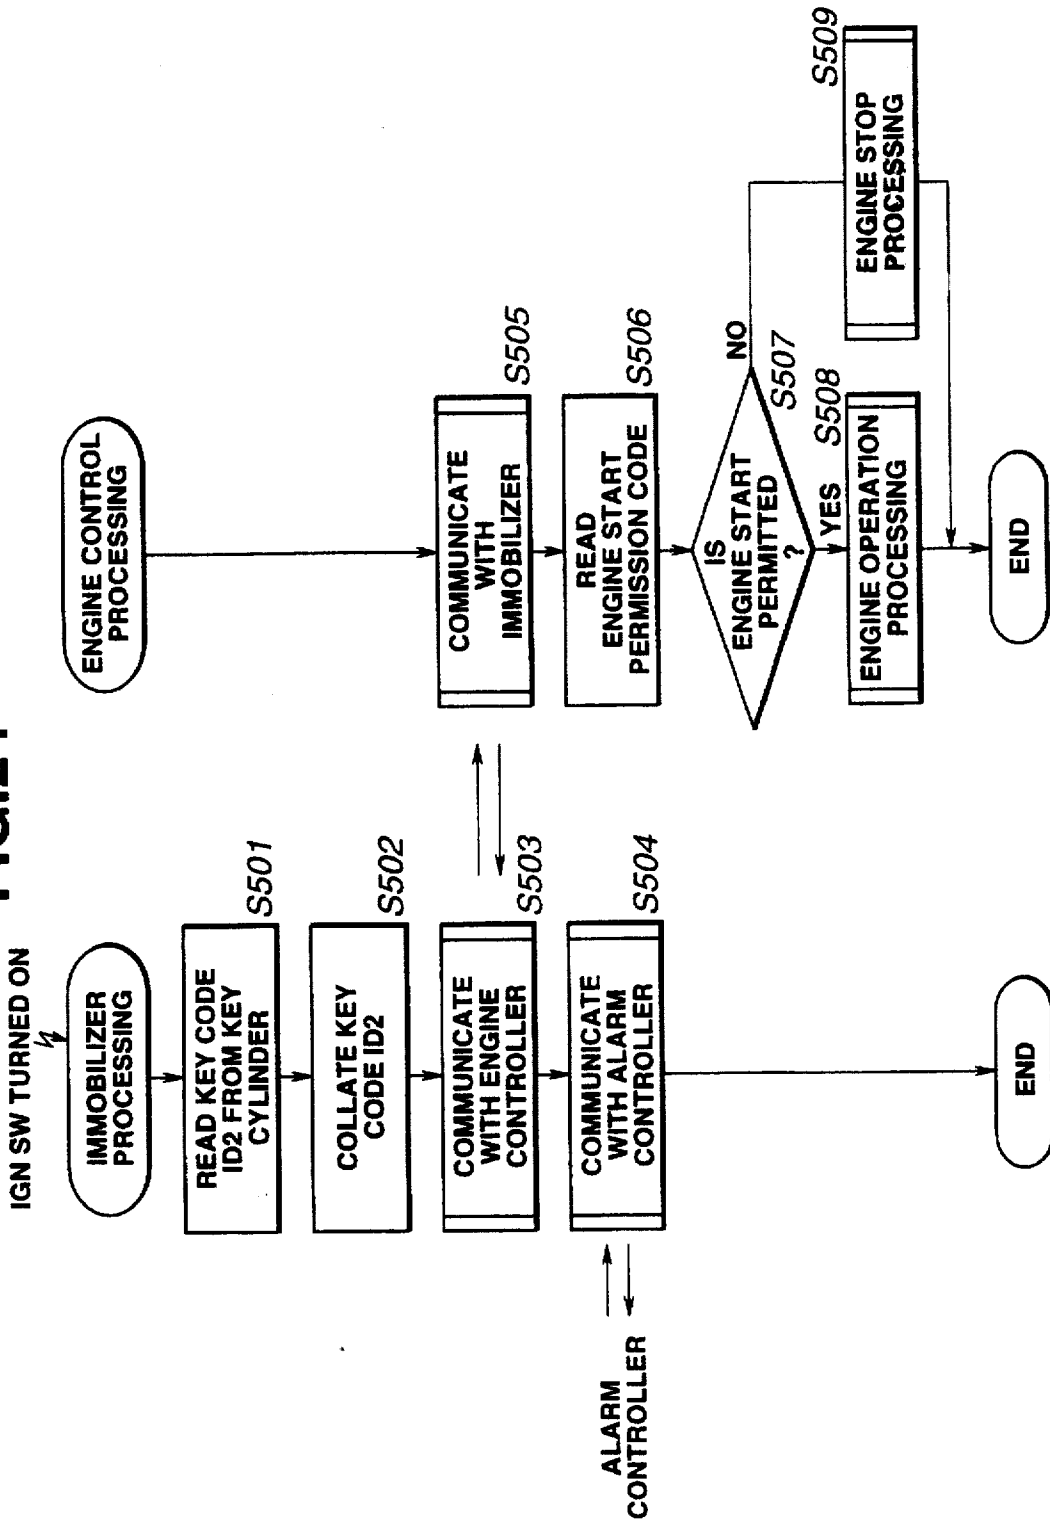 IGN SW TURNED ON
IMMOBILIZER
PROCESSING
READ KEY CODE
ID2 FROM KEY
CYLINDER
S501
COLLATE KEY
CODE ID2
S502
COMMUNICATE
WITH ENGINE
CONTROLLER
S503
COMMUNICATE
WITH ALARM
CONTROLLER
S504
ALARM
CONTROLLER
END
ENGINE CONTROL
PROCESSING
COMMUNICATE
WITH
IMMOBILIZER
S505
READ
ENGINE START
PERMISSION CODE
S506
IS
ENGINE START
PERMITTED
?
S507
NO
YES
S508
ENGINE OPERATION
PROCESSING
S509
ENGINE STOP
PROCESSING
END